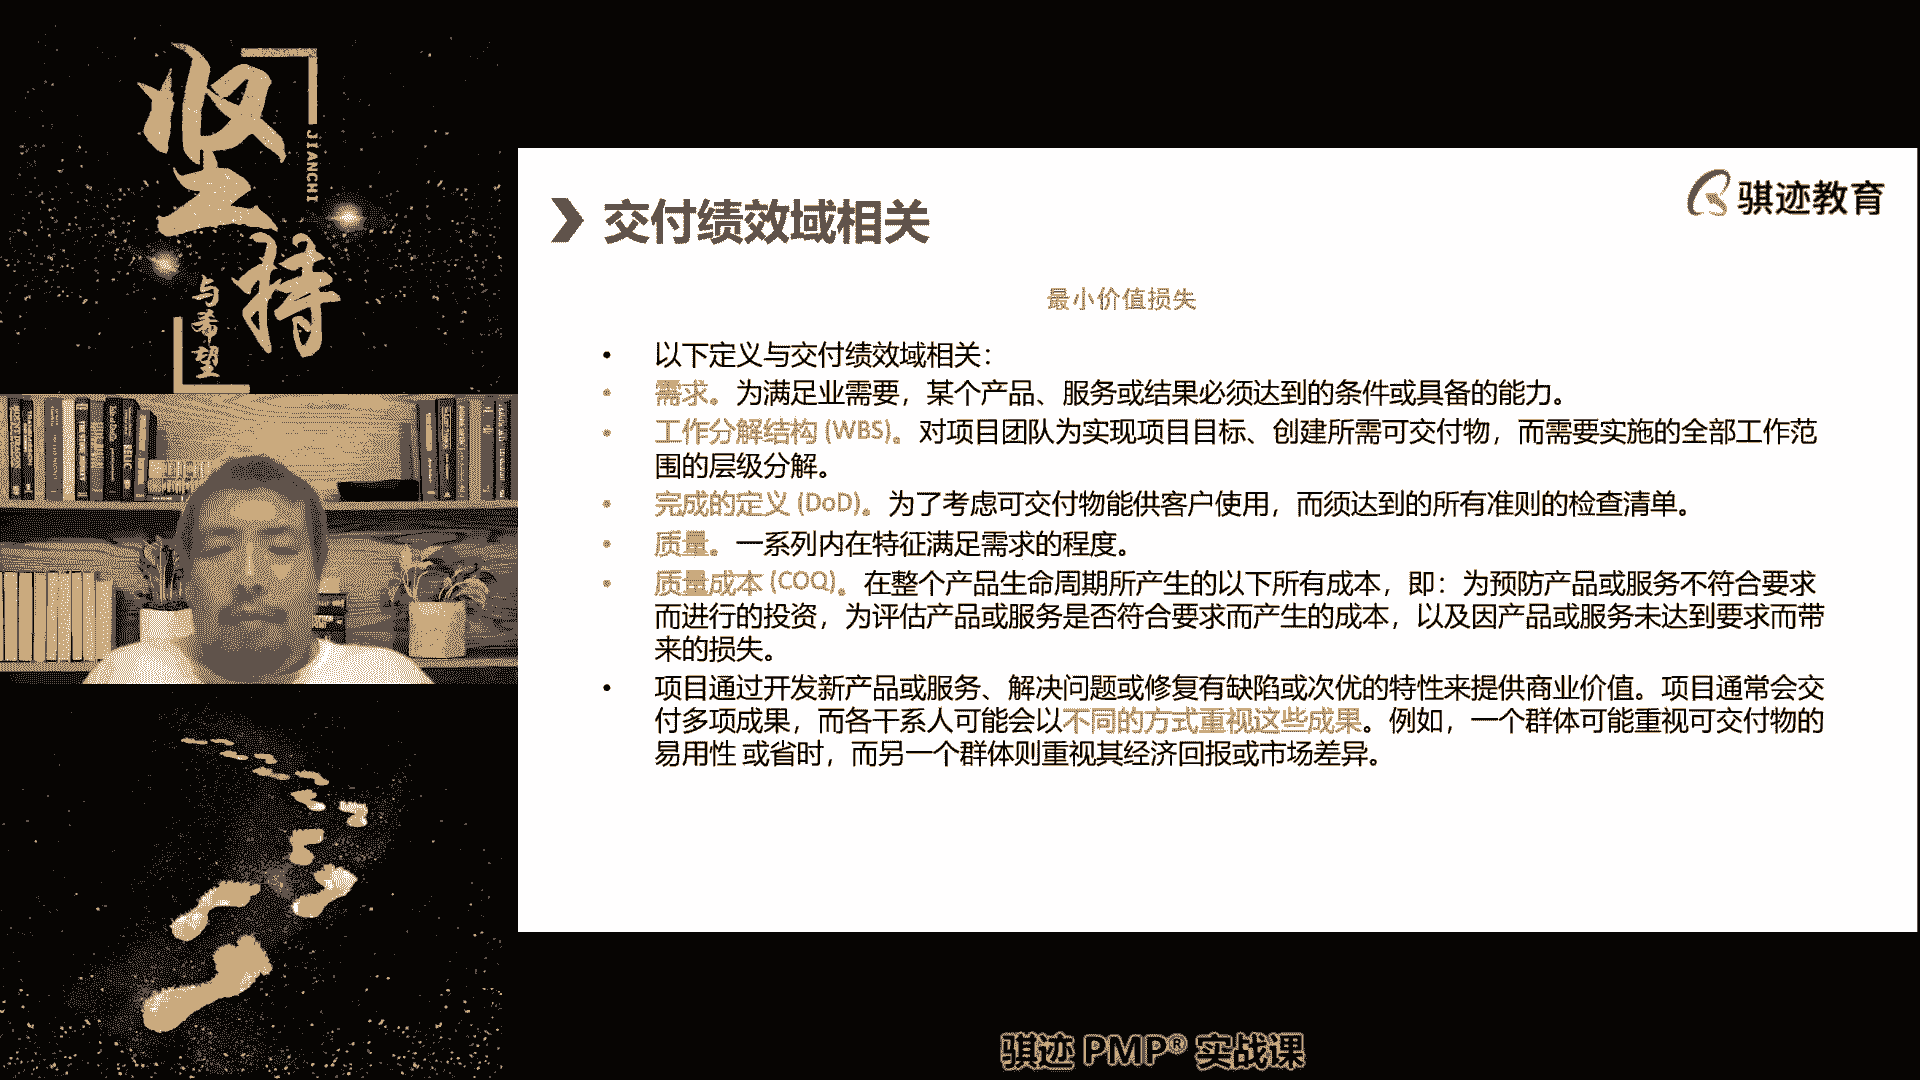 坚持
JIANCHI
与希望
骐迹教育
交付绩效域相关
最小价值损失
• 以下定义与交付绩效域相关：
• 需求。为满足业需要，某个产品、服务或结果必须达到的条件或具备的能力。
• 工作分解结构 (WBS)。对项目团队为实现项目目标、创建所需可交付物，而需要实施的全部工作范
围的层级分解。
• 完成的定义 (DoD)。为了考虑可交付物能供客户使用，而须达到的所有准则的检查清单。
• 质量。一系列内在特征满足需求的程度。
• 质量成本 (COQ)。在整个产品生命周期所产生的以下所有成本，即：为预防产品或服务不符合要求
而进行的投资，为评估产品或服务是否符合要求而产生的成本，以及因产品或服务未达到要求而带
来的损失。
• 项目通过开发新产品或服务、解决问题或修复有缺陷或次优的特性来提供商业价值。项目通常会交
付多项成果，而各干系人可能会以不同的方式重视这些成果。例如，一个群体可能重视可交付物的
易用性 或省时，而另一个群体则重视其经济回报或市场差异。
骐迹 PMP® 实战课